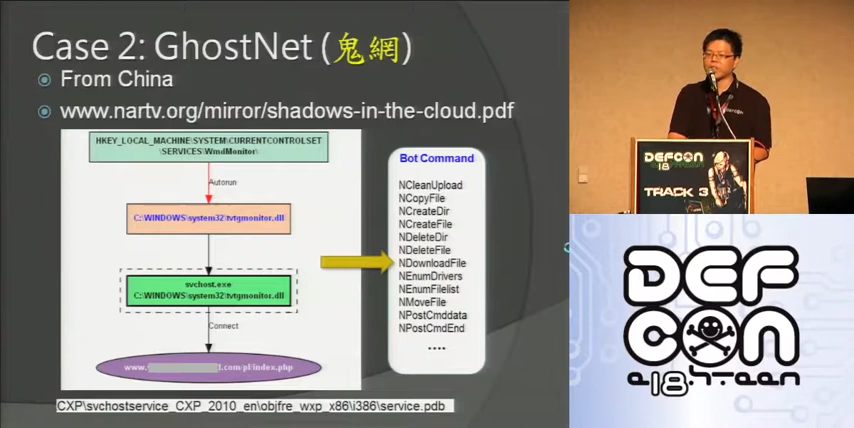 Case 2: GhostNet (鬼網)
From China
www.nartv.org/mirror/shadows-in-the-cloud.pdf
HKEY_LOCAL_MACHINE\SYSTEM\CURRENTCONTROLSET
\SERVICES\WmdMonitor\
Autorun
C:\WINDOWS\system32\tvtgmonitor.dll
svchost.exe
C:\WINDOWS\system32\tvtgmonitor.dll
Connect
www. l.com/pl/index.php
Bot Command
NCleanUpload
NCopyFile
NCreateDir
NCreateFile
NDeleteDir
NDeleteFile
NDownloadFile
NEnumDrivers
NEnumFilelist
NMoveFile
NPostCmddata
NPostCmdEnd
....
CXP\svchostservice_CXP_2010_en\objfre_wxp_x86\i386\service.pdb
DEFCON
18
TRACK 3
DEF
CON
e18hteen